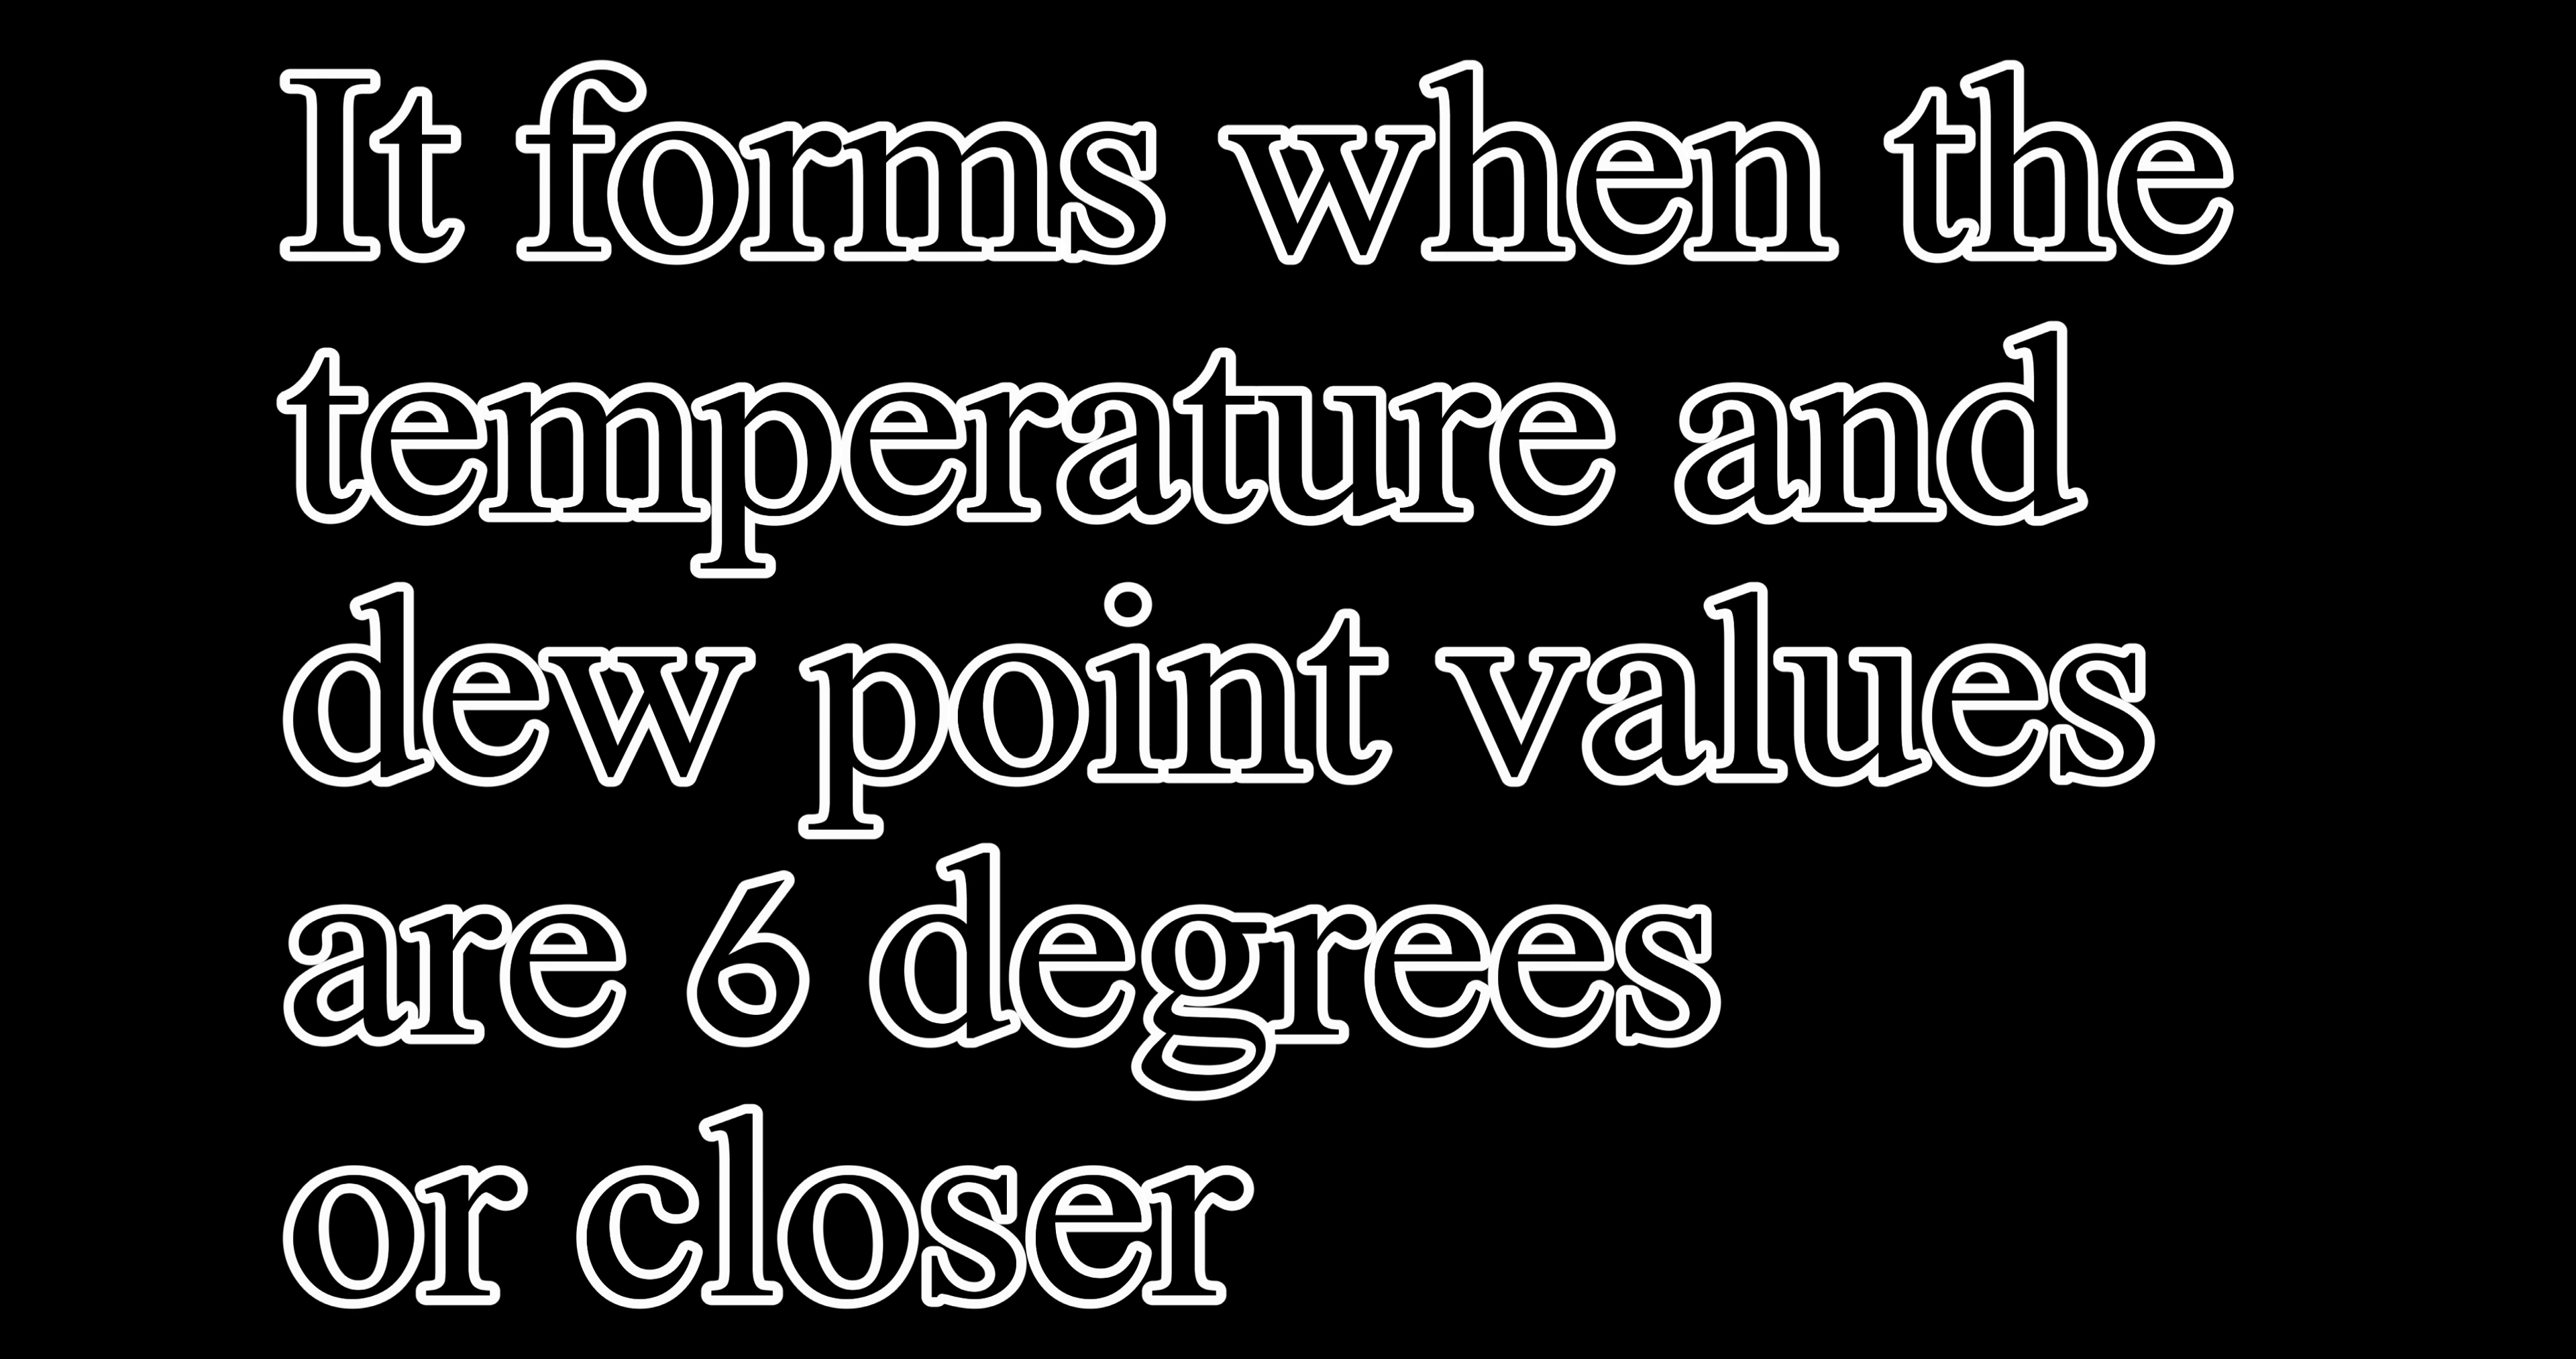 It forms when the
temperature and
dew point values
are 6 degrees
or closer